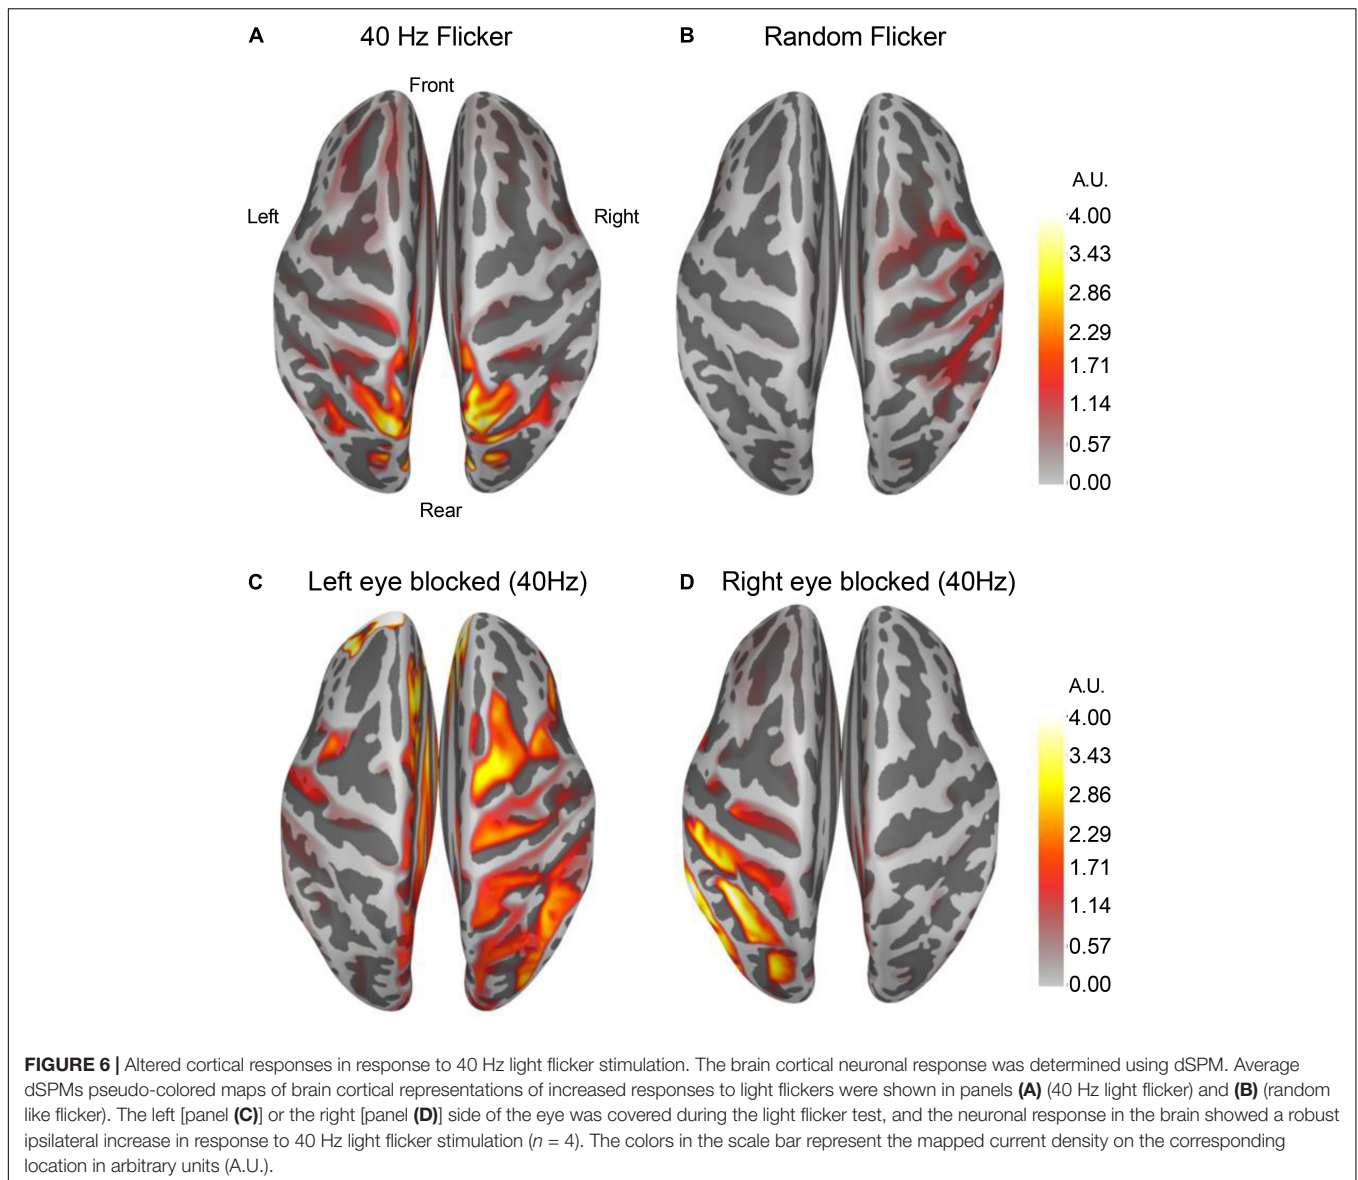 A 40 Hz Flicker
B Random Flicker
Front
Left
Right
Rear
A.U.
4.00
3.43
2.86
2.29
1.71
1.14
0.57
0.00
C Left eye blocked (40Hz)
D Right eye blocked (40Hz)
A.U.
4.00
3.43
2.86
2.29
1.71
1.14
0.57
0.00
FIGURE 6 | Altered cortical responses in response to 40 Hz light flicker stimulation. The brain cortical neuronal response was determined using dSPM. Average
dSPMs pseudo-colored maps of brain cortical representations of increased responses to light flickers were shown in panels (A) (40 Hz light flicker) and (B) (random
like flicker). The left [panel (C)] or the right [panel (D)] side of the eye was covered during the light flicker test, and the neuronal response in the brain showed a robust
ipsilateral increase in response to 40 Hz light flicker stimulation (n = 4). The colors in the scale bar represent the mapped current density on the corresponding
location in arbitrary units (A.U.).